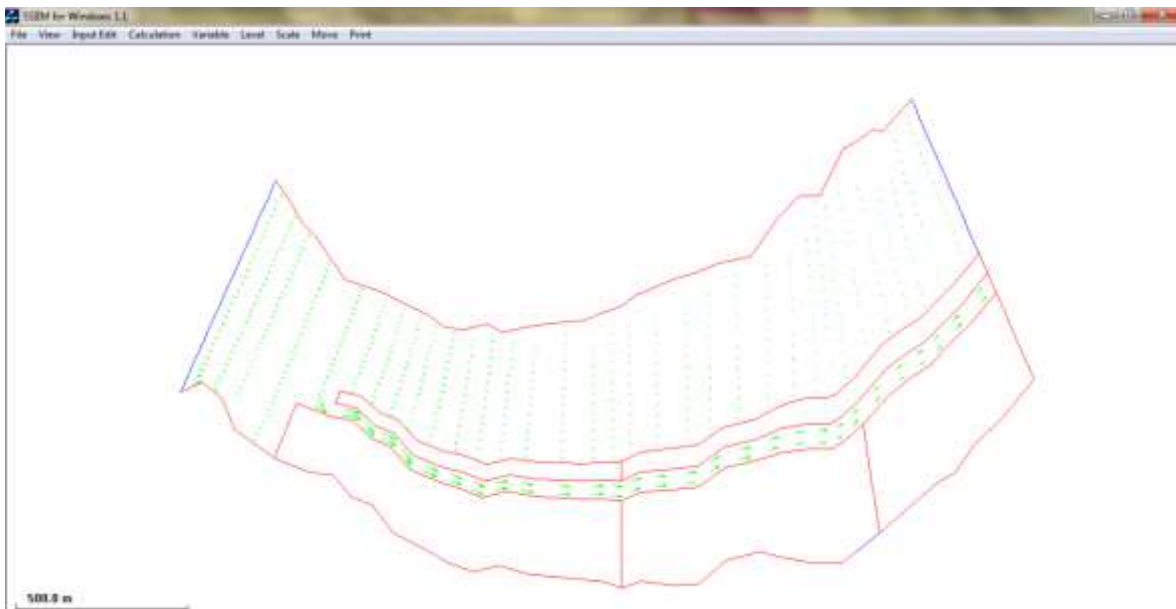 SSIIM for Windows 1.1
File View Input Edit Calculation Variable Level Scale Move Print
500.0 m